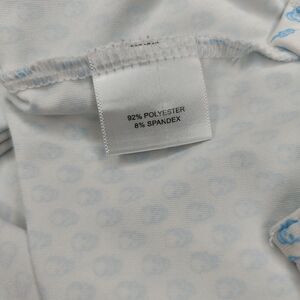 92% POLYESTER
8% SPANDEX